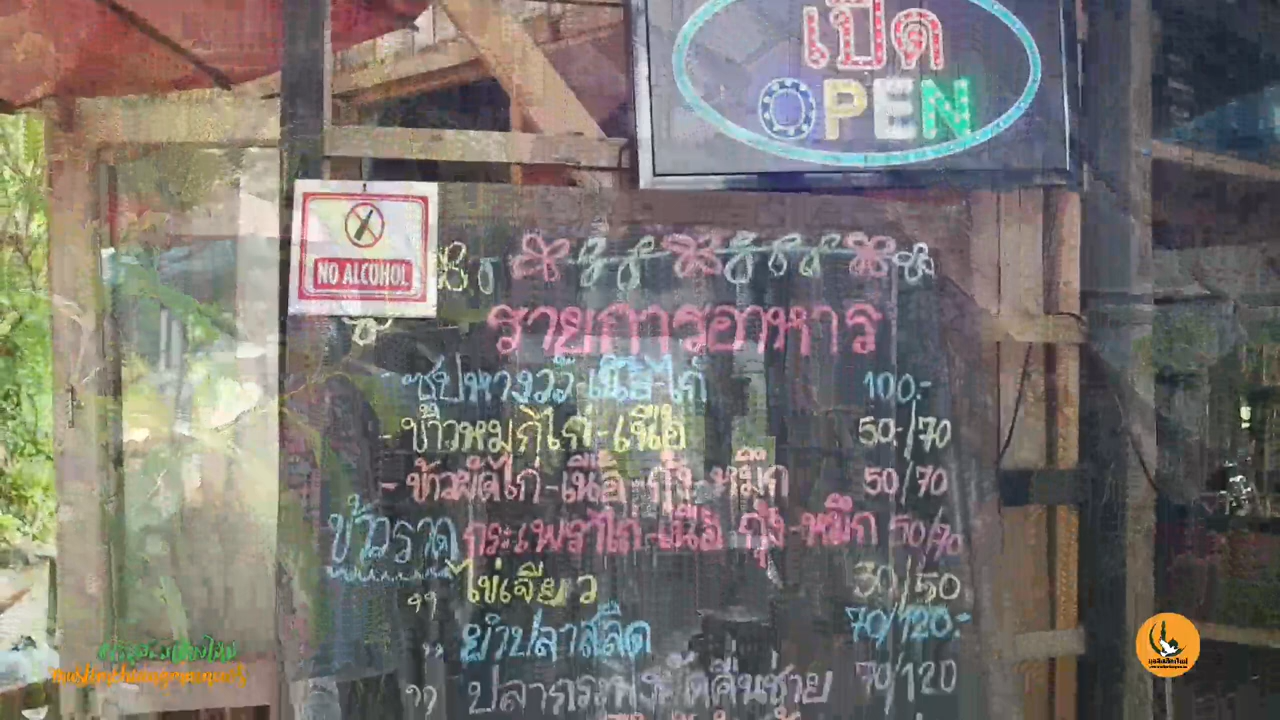 เปิด
OPEN
NO ALCOHOL
รายการอาหาร
- ซุปหางวัว-เนื้อ-ไก่ 100.-
- ข้าวหมกไก่-เนื้อ 50-/70
- ข้าวผัดไก่-เนื้อ-กุ้ง-หมึก 50/70
ข้าวราด กระเพราไก่-เนื้อ กุ้ง-หมึก 50/70
" ไข่เจียว 30/50
" ยำปลาสลิด 70/120.-
" 70/120